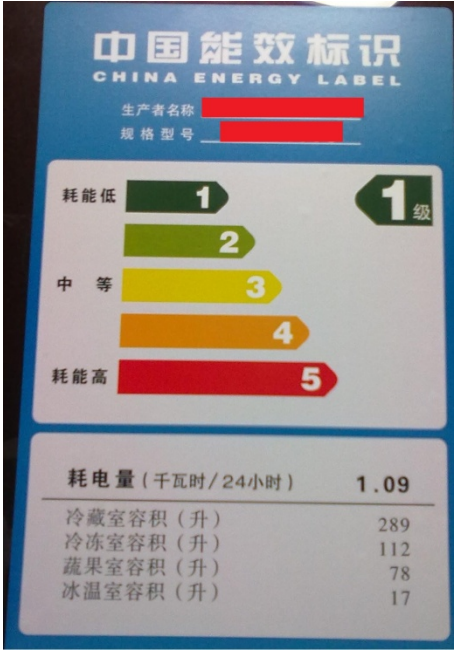 中国能效标识
CHINA ENERGY LABEL
生产者名称
规格型号
耗能低 1 1级
2
中 等 3
4
耗能高 5
耗电量(千瓦时/24小时) 1.09
冷藏室容积(升) 289
冷冻室容积(升) 112
蔬果室容积(升) 78
冰温室容积(升) 17